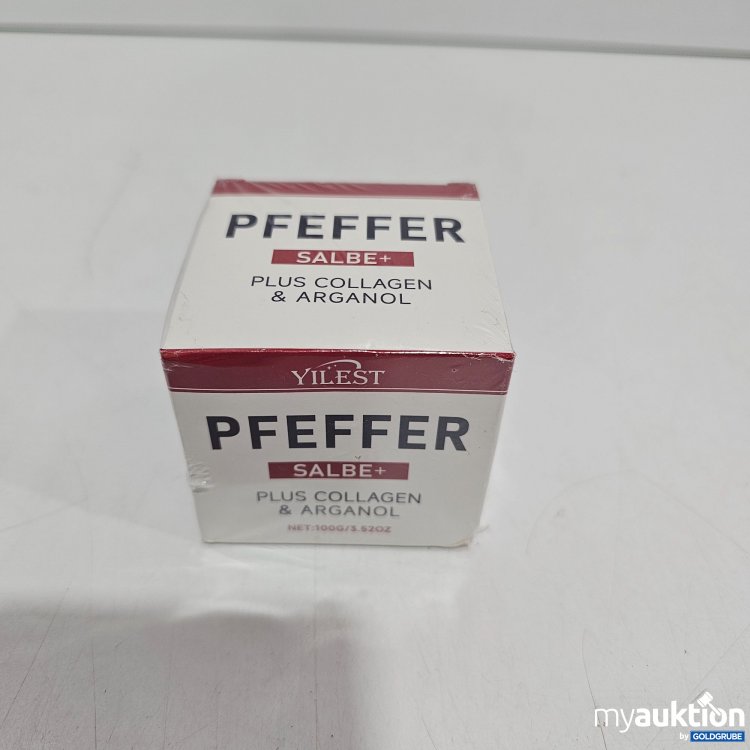 PFEFFER
SALBE+
PLUS COLLAGEN
& ARGANOL
YILEST
PFEFFER
SALBE+
PLUS COLLAGEN
& ARGANOL
NET:100G/3.52OZ
myauktion
by GOLDGRUBE